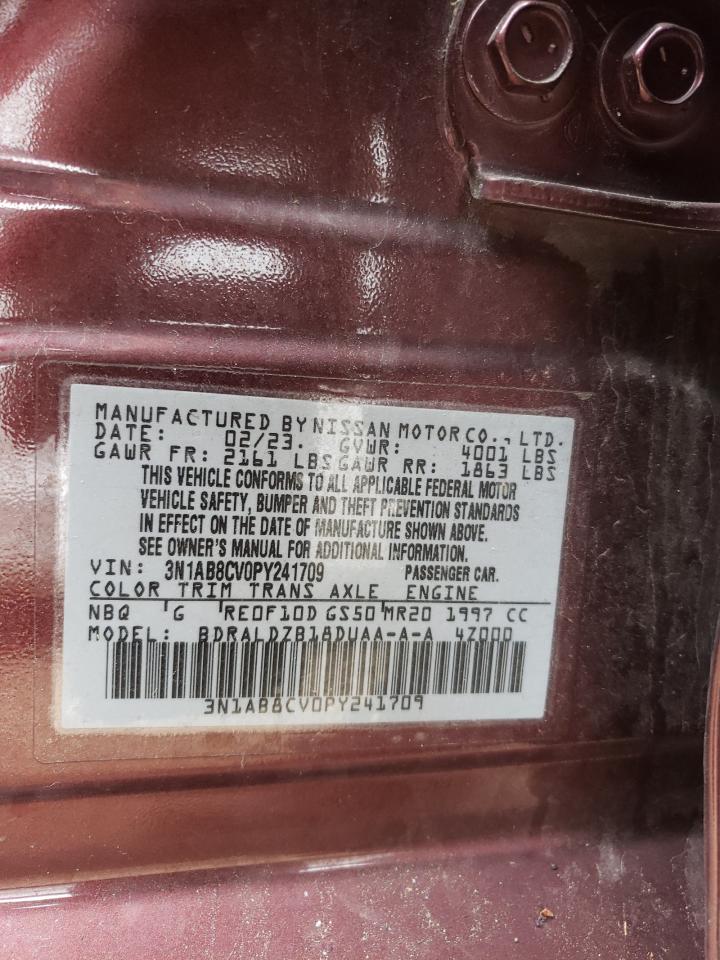 MANUFACTURED BY NISSAN MOTOR CO., LTD.
DATE: 02/23. GVWR: 4001 LBS
GAWR FR: 2161 LBS GAWR RR: 1863 LBS
THIS VEHICLE CONFORMS TO ALL APPLICABLE FEDERAL MOTOR
VEHICLE SAFETY, BUMPER AND THEFT PREVENTION STANDARDS
IN EFFECT ON THE DATE OF MANUFACTURE SHOWN ABOVE.
SEE OWNER'S MANUAL FOR ADDITIONAL INFORMATION.
VIN: 3N1AB8CV0PY241709 PASSENGER CAR.
COLOR TRIM TRANS AXLE ENGINE
NBQ G RE0F10D GS50 MR20 1997 CC
MODEL: BDRALDZB18DUAA-A-A 4Z000
3N1AB8CV0PY241709